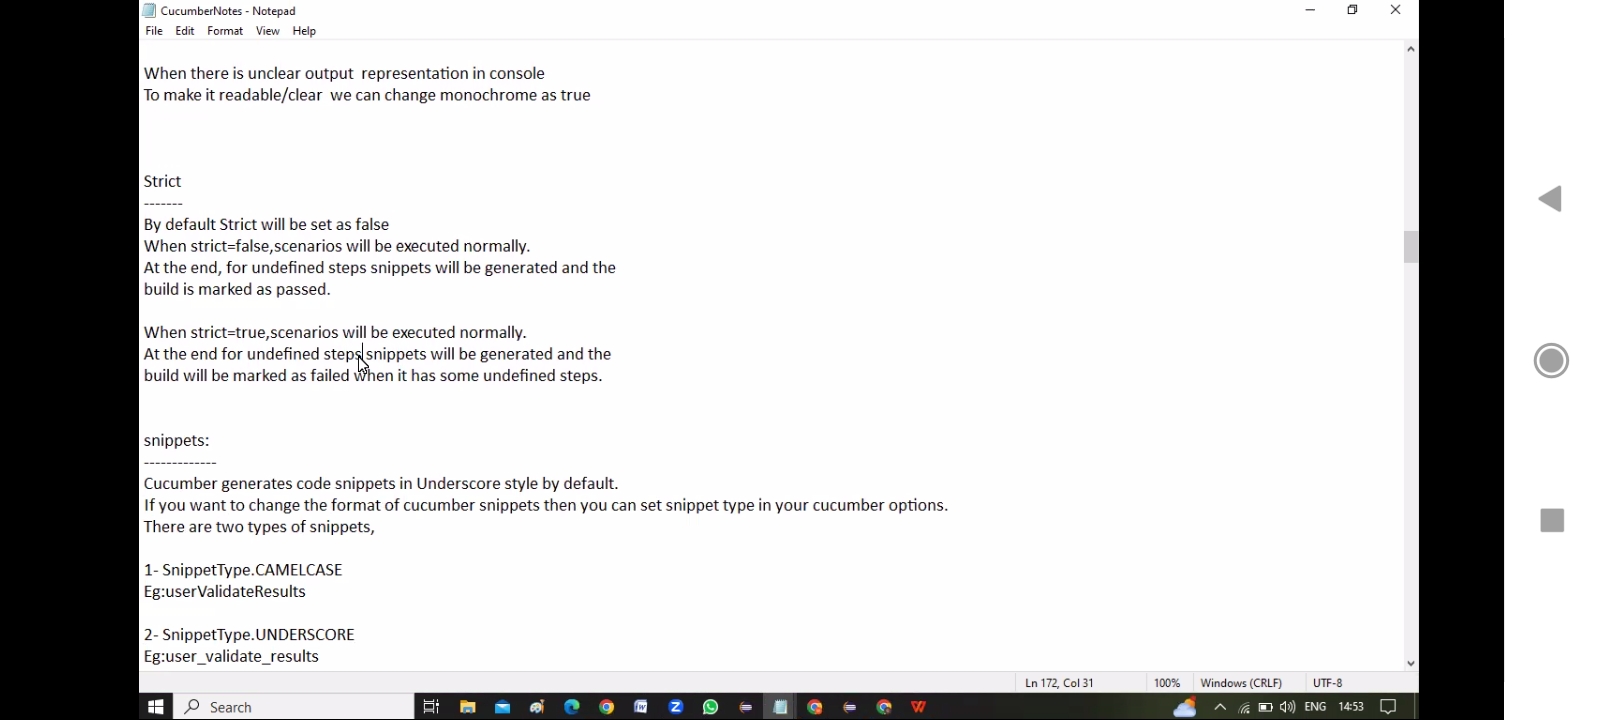 CucumberNotes - Notepad
File Edit Format View Help
When there is unclear output  representation in console
To make it readable/clear  we can change monochrome as true
Strict
-------
By default Strict will be set as false
When strict=false,scenarios will be executed normally.
At the end, for undefined steps snippets will be generated and the
build is marked as passed.
When strict=true,scenarios will be executed normally.
At the end for undefined steps snippets will be generated and the
build will be marked as failed when it has some undefined steps.
snippets:
-------------
Cucumber generates code snippets in Underscore style by default.
If you want to change the format of cucumber snippets then you can set snippet type in your cucumber options.
There are two types of snippets,
1- SnippetType.CAMELCASE
Eg:userValidateResults
2- SnippetType.UNDERSCORE
Eg:user_validate_results
Ln 172, Col 31 100% Windows (CRLF) UTF-8
Search ENG 14:53